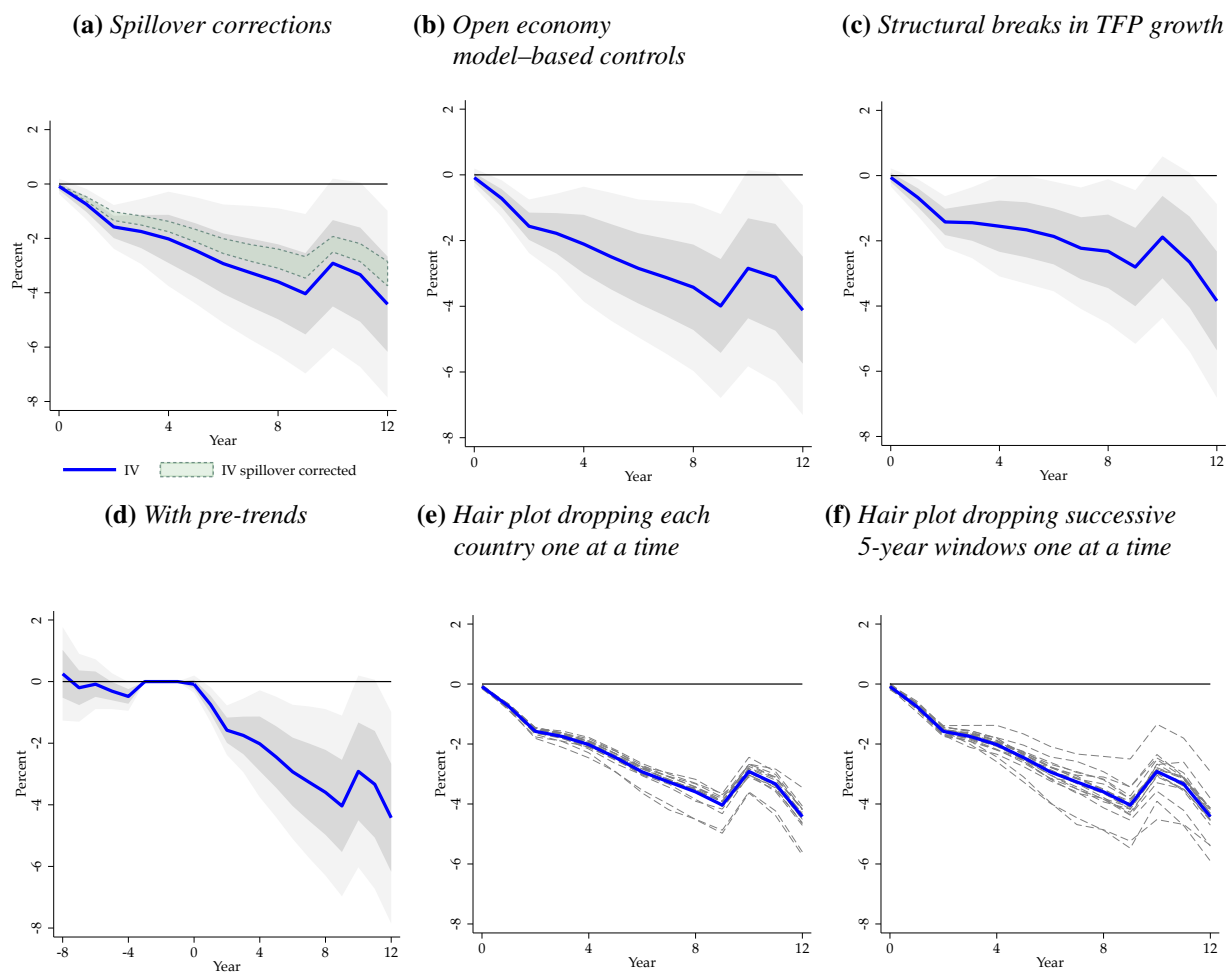 (a) Spillover corrections
2
0
-2
-4
-6
-8
Percent
0 4 8 12
Year
IV
IV spillover corrected
(b) Open economy
model–based controls
2
0
-2
-4
-6
-8
Percent
0 4 8 12
Year
(c) Structural breaks in TFP growth
2
0
-2
-4
-6
-8
Percent
0 4 8 12
Year
(d) With pre-trends
2
0
-2
-4
-6
-8
Percent
-8 -4 0 4 8 12
Year
(e) Hair plot dropping each
country one at a time
2
0
-2
-4
-6
-8
Percent
0 4 8 12
Year
(f) Hair plot dropping successive
5-year windows one at a time
2
0
-2
-4
-6
-8
Percent
0 4 8 12
Year